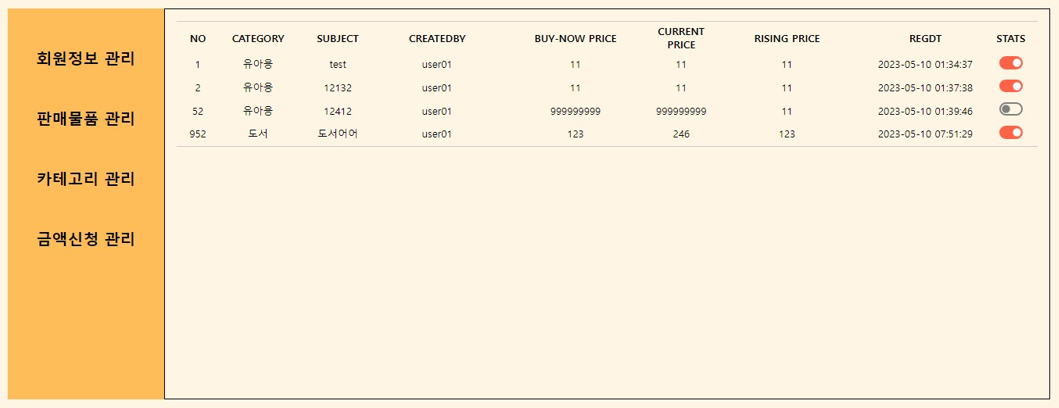 회원정보 관리
판매물품 관리
카테고리 관리
금액신청 관리
NO CATEGORY SUBJECT CREATEDBY BUY-NOW PRICE CURRENT PRICE RISING PRICE REGDT STATS
1 유아용 test user01 11 11 11 2023-05-10 01:34:37
2 유아용 12132 user01 11 11 11 2023-05-10 01:37:38
52 유아용 12412 user01 999999999 999999999 11 2023-05-10 01:39:46
952 도서 도서어어 user01 123 246 123 2023-05-10 07:51:29